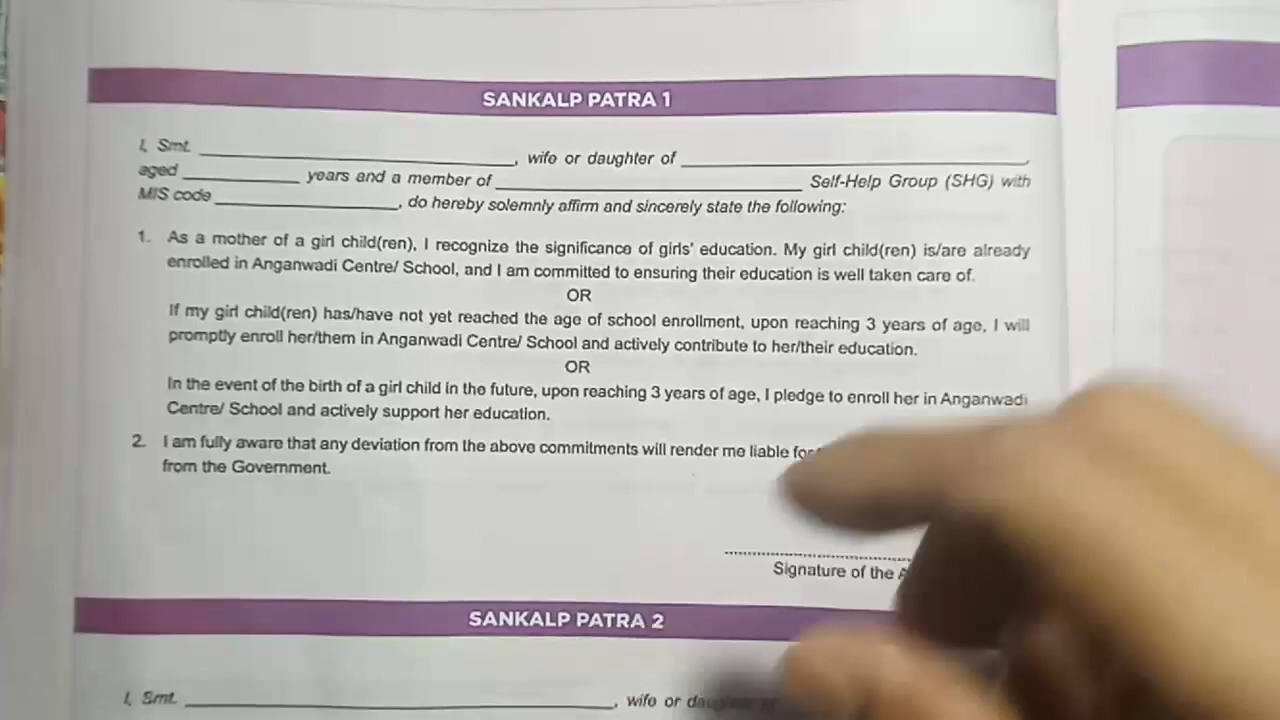 SANKALP PATRA 1
I, Smt. ____________________, wife or daughter of ____________________,
aged __________ years and a member of ____________________ Self-Help Group (SHG) with
MIS code ____________, do hereby solemnly affirm and sincerely state the following:
1. As a mother of a girl child(ren), I recognize the significance of girls' education. My girl child(ren) is/are already
enrolled in Anganwadi Centre/ School, and I am committed to ensuring their education is well taken care of.
OR
If my girl child(ren) has/have not yet reached the age of school enrollment, upon reaching 3 years of age, I will
promptly enroll her/them in Anganwadi Centre/ School and actively contribute to her/their education.
OR
In the event of the birth of a girl child in the future, upon reaching 3 years of age, I pledge to enroll her in Anganwadi
Centre/ School and actively support her education.
2. I am fully aware that any deviation from the above commitments will render me liable for
from the Government.
Signature of the
SANKALP PATRA 2
I, Smt. ____________________, wife or